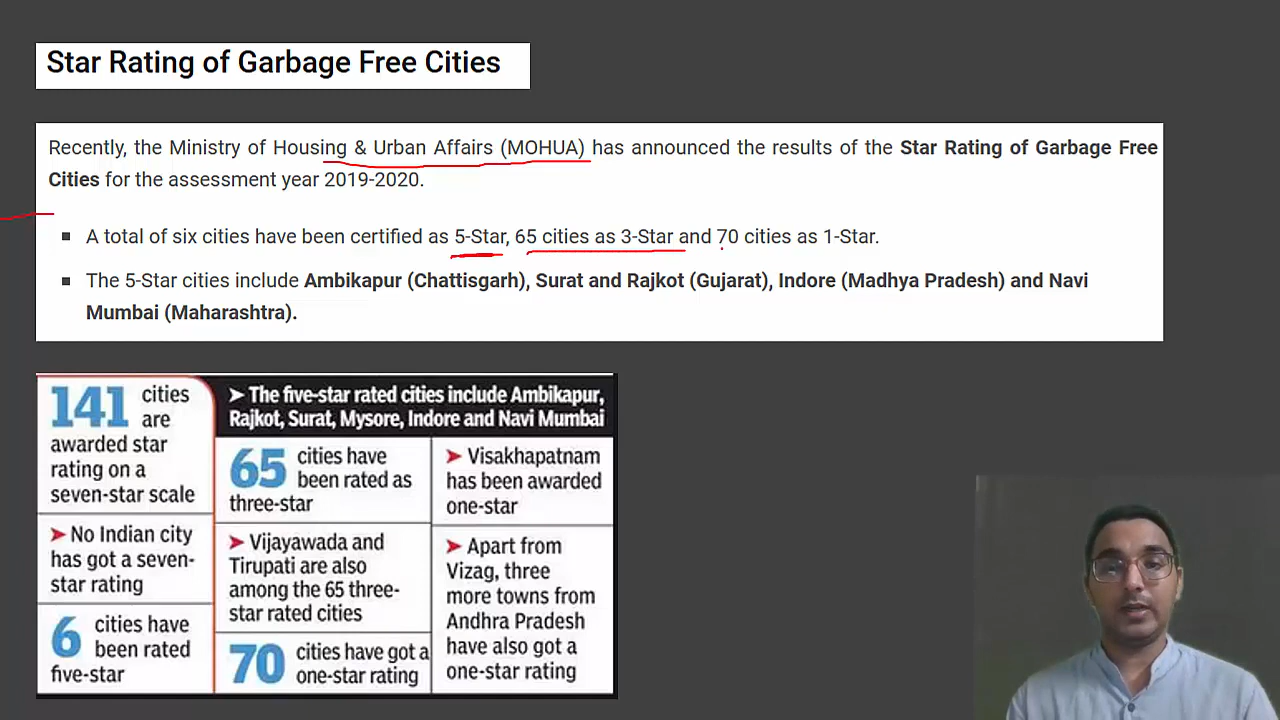 Star Rating of Garbage Free Cities
Recently, the Ministry of Housing & Urban Affairs (MOHUA) has announced the results of the Star Rating of Garbage Free
Cities for the assessment year 2019-2020.
▪ A total of six cities have been certified as 5-Star, 65 cities as 3-Star and 70 cities as 1-Star.
▪ The 5-Star cities include Ambikapur (Chattisgarh), Surat and Rajkot (Gujarat), Indore (Madhya Pradesh) and Navi
Mumbai (Maharashtra).
141 cities
are
awarded star
rating on a
seven-star scale
➤ No Indian city
has got a seven-
star rating
6 cities have
been rated
five-star
➤ The five-star rated cities include Ambikapur,
Rajkot, Surat, Mysore, Indore and Navi Mumbai
65 cities have
been rated as
three-star
➤ Vijayawada and
Tirupati are also
among the 65 three-
star rated cities
70 cities have got a
one-star rating
➤ Visakhapatnam
has been awarded
one-star
➤ Apart from
Vizag, three
more towns from
Andhra Pradesh
have also got a
one-star rating